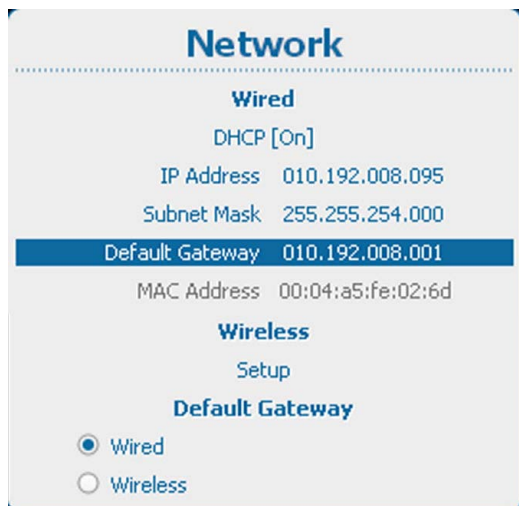 Network
Wired
DHCP [On]
IP Address 010.192.008.095
Subnet Mask 255.255.254.000
Default Gateway 010.192.008.001
MAC Address 00:04:a5:fe:02:6d
Wireless
Setup
Default Gateway
Wired
Wireless